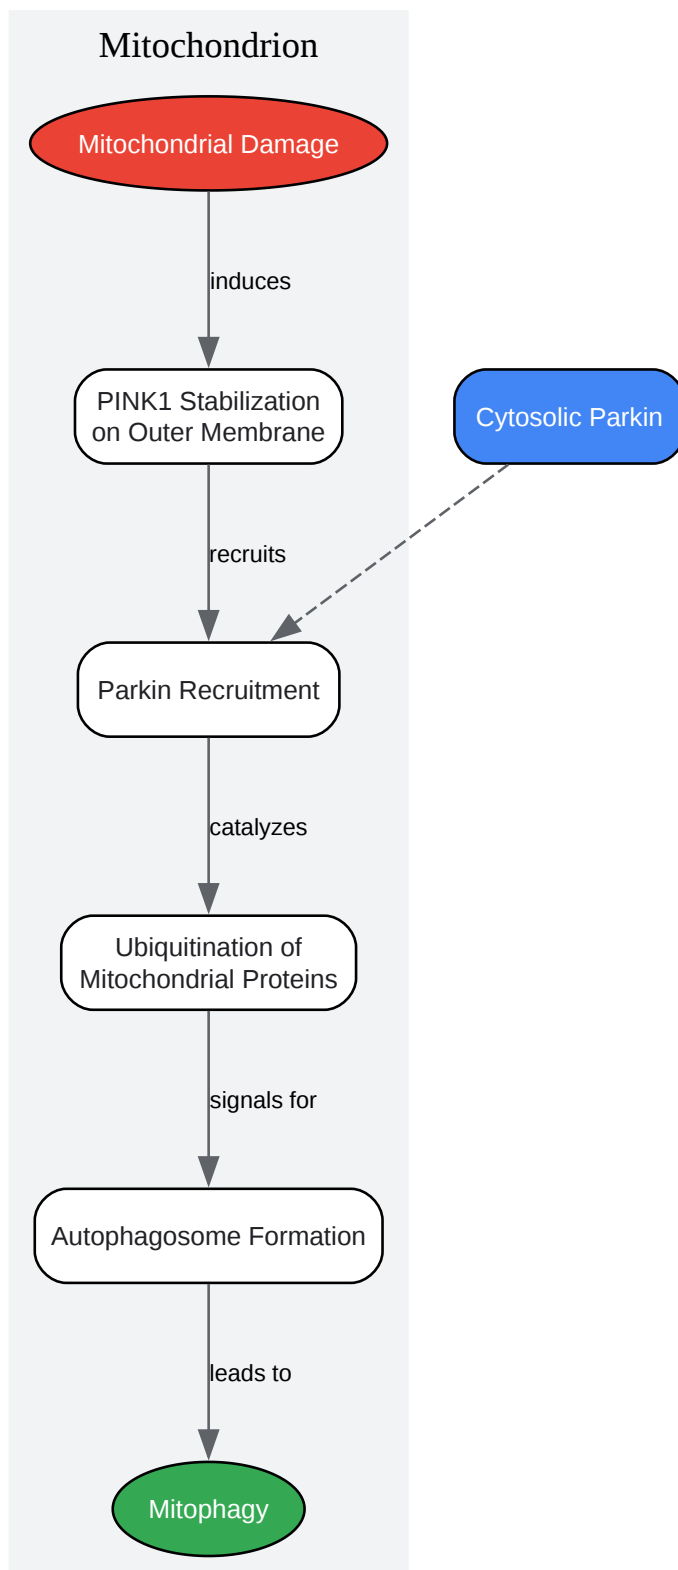 Mitochondrion
Mitochondrial Damage
induces
PINK1 Stabilization
on Outer Membrane
Cytosolic Parkin
recruits
Parkin Recruitment
catalyzes
Ubiquitination of
Mitochondrial Proteins
signals for
Autophagosome Formation
leads to
Mitophagy